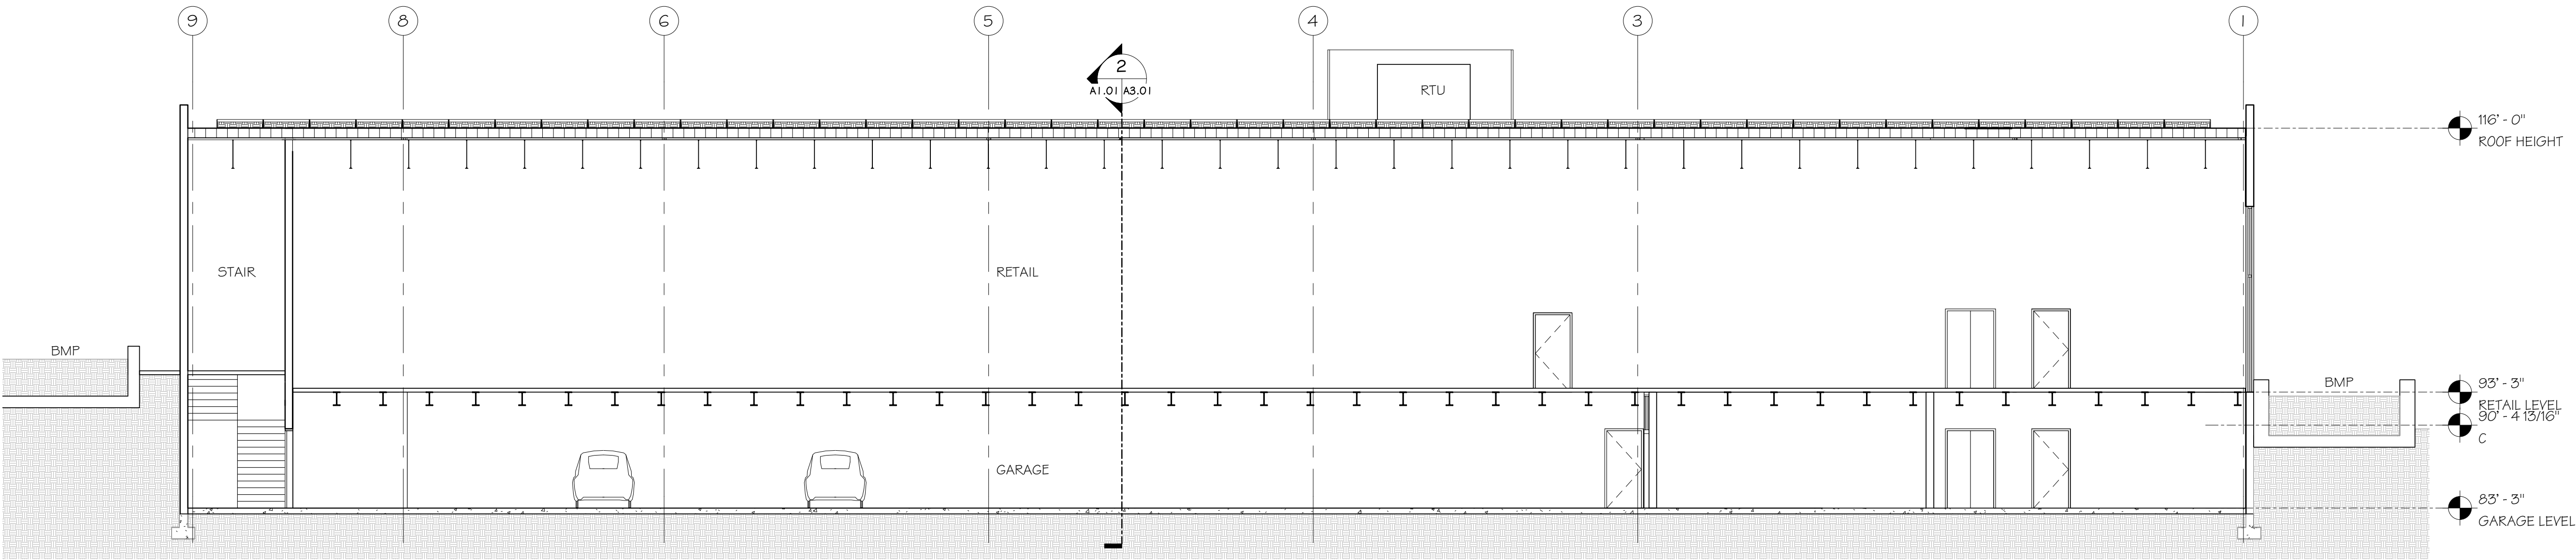 9
8
6
5
4
3
1
2
A1.01 A3.01
RTU
116' - 0"
ROOF HEIGHT
STAIR
RETAIL
BMP
BMP
93' - 3"
RETAIL LEVEL
90' - 4 13/16"
C
GARAGE
83' - 3"
GARAGE LEVEL